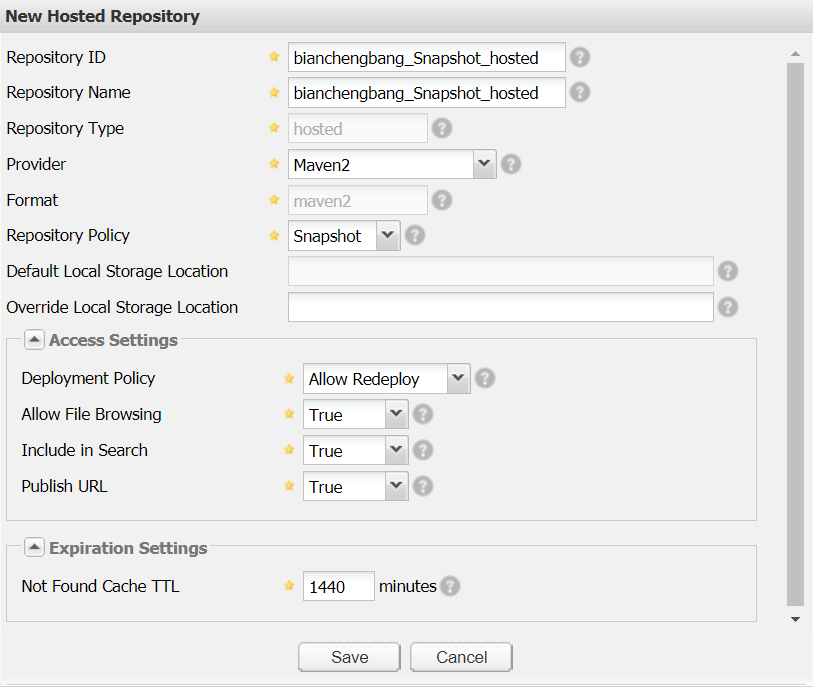 New Hosted Repository
Repository ID bianchengbang_Snapshot_hosted ?
Repository Name bianchengbang_Snapshot_hosted ?
Repository Type hosted ?
Provider Maven2 ?
Format maven2 ?
Repository Policy Snapshot ?
Default Local Storage Location ?
Override Local Storage Location ?
Access Settings
Deployment Policy Allow Redeploy ?
Allow File Browsing True ?
Include in Search True ?
Publish URL True ?
Expiration Settings
Not Found Cache TTL 1440 minutes ?
Save Cancel